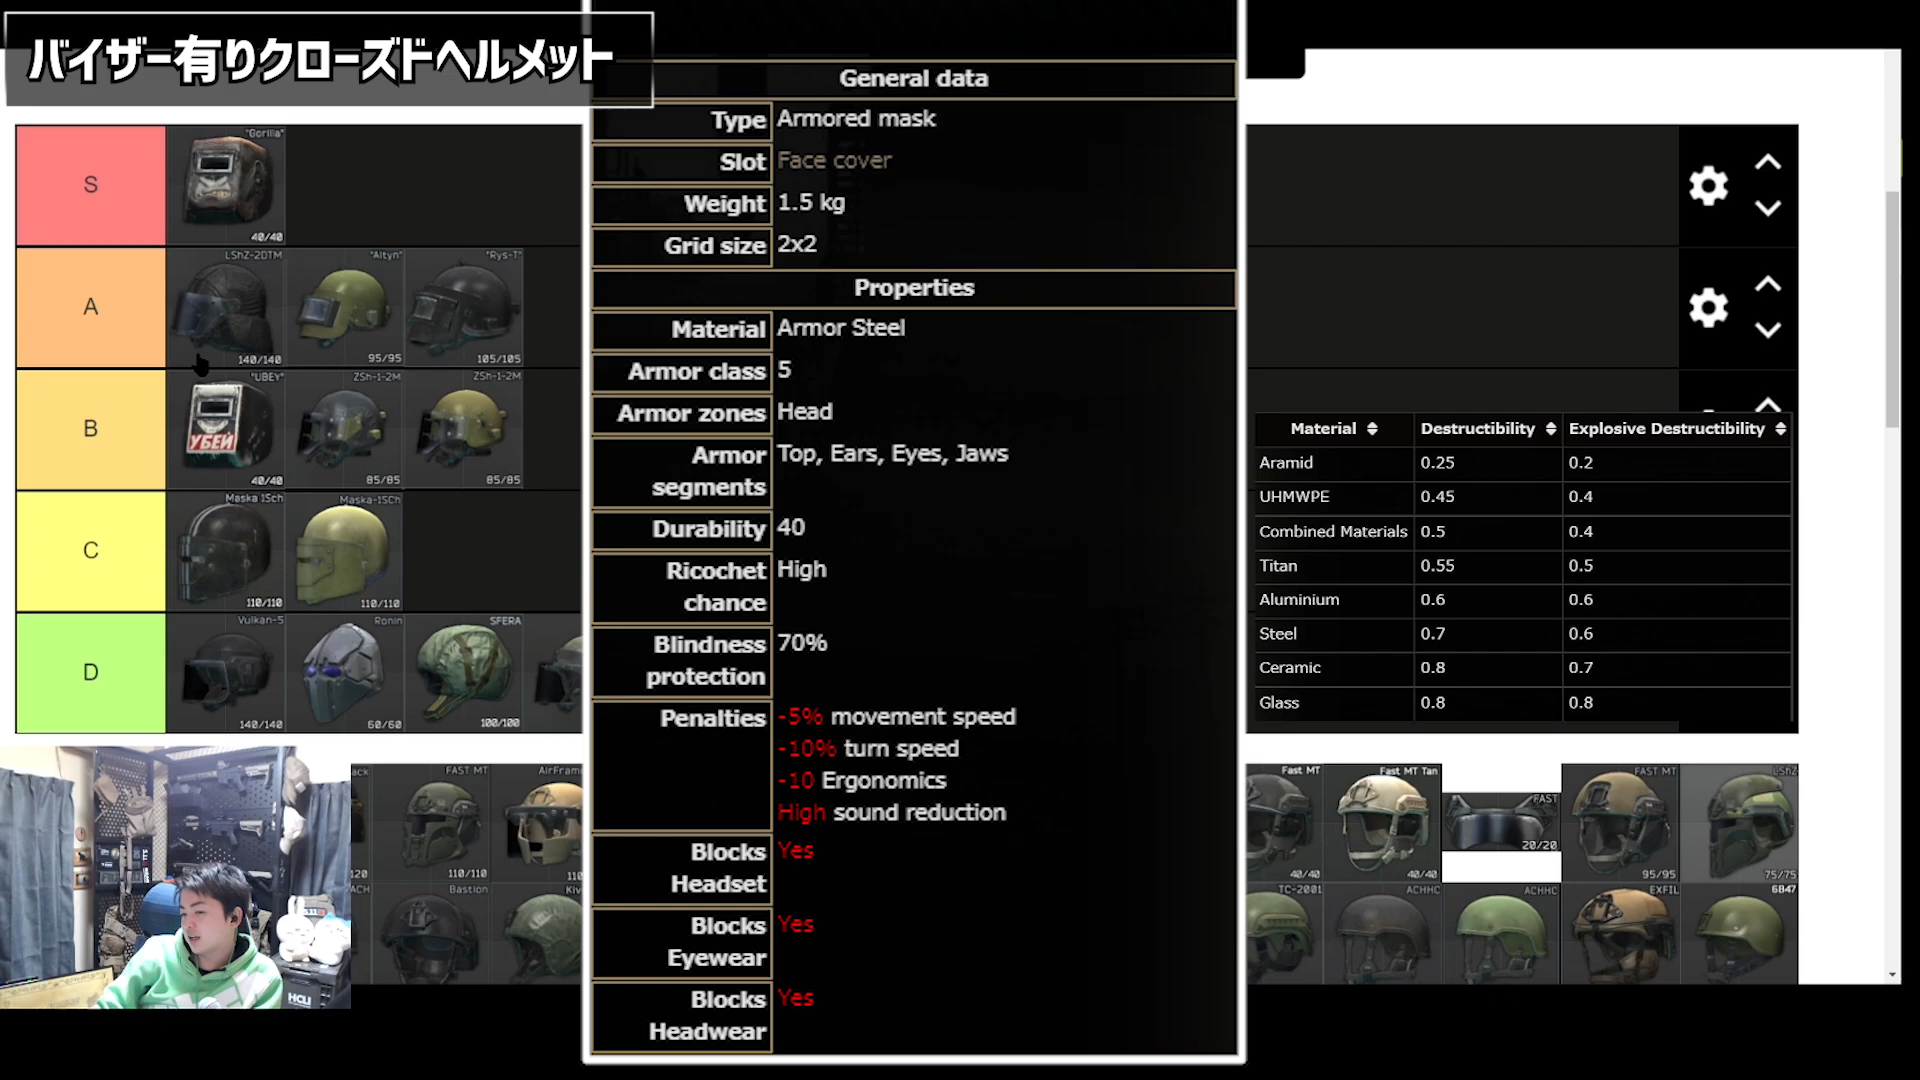 バイザー有りクローズドヘルメット
S
"Gorilla"
40/40
A
LShZ-2DTM
140/140
"Altyn"
95/95
"Rys-T"
105/105
B
"UBEY"
УБЕЙ
40/40
ZSh-1-2M
85/85
ZSh-1-2M
85/85
C
Maska 1Sch
110/110
Maska-1SCh
110/110
D
Vulkan-5
140/140
Ronin
60/60
SFERA
100/100
General data
Type Armored mask
Slot Face cover
Weight 1.5 kg
Grid size 2x2
Properties
Material Armor Steel
Armor class 5
Armor zones Head
Armor segments Top, Ears, Eyes, Jaws
Durability 40
Ricochet chance High
Blindness protection 70%
Penalties -5% movement speed
-10% turn speed
-10 Ergonomics
High sound reduction
Blocks Headset Yes
Blocks Eyewear Yes
Blocks Headwear Yes
Material Destructibility Explosive Destructibility
Aramid 0.25 0.2
UHMWPE 0.45 0.4
Combined Materials 0.5 0.4
Titan 0.55 0.5
Aluminium 0.6 0.6
Steel 0.7 0.6
Ceramic 0.8 0.7
Glass 0.8 0.8
FAST MT
110/110
AirFram
Bastion
Fast MT
40/40
Fast MT Tan
40/40
FAST
20/20
FAST MT
95/95
LShZ
75/75
TC-2001
ACHHC
ACHHC
EXFIL
6B47